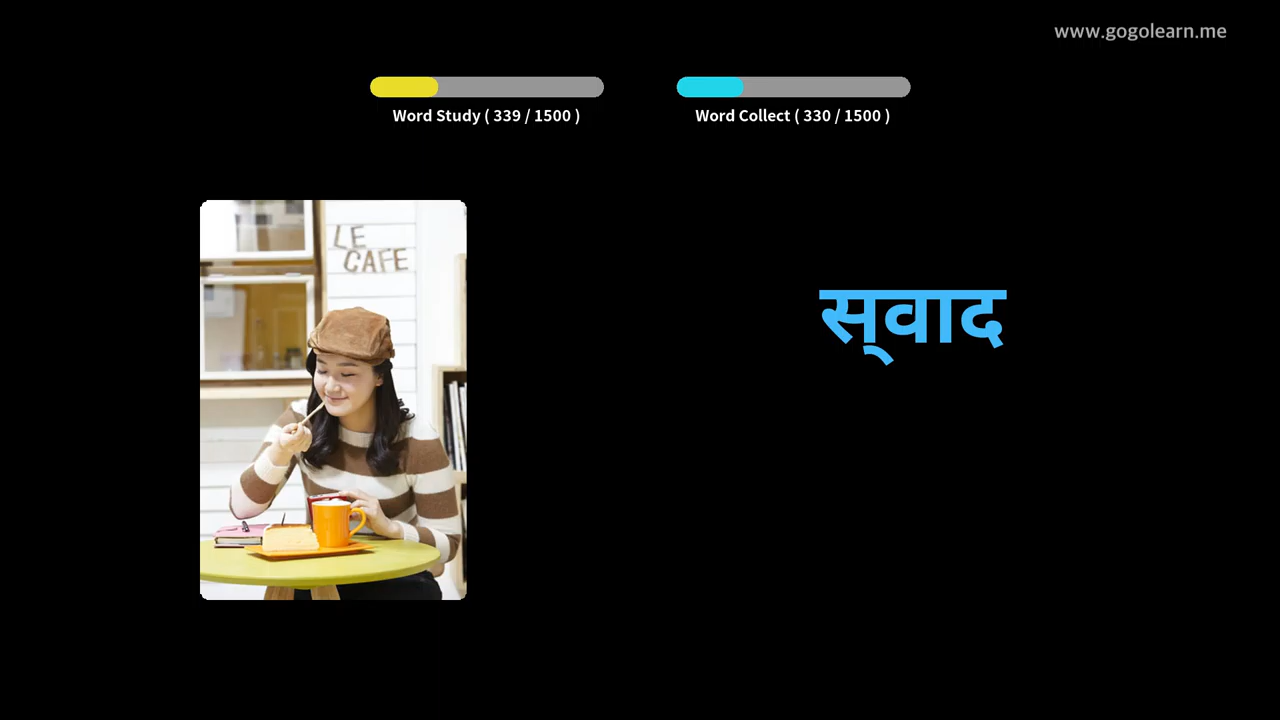 www.gogolearn.me
Word Study ( 339 / 1500 )
Word Collect ( 330 / 1500 )
LE
CAFE
स्‌वाद